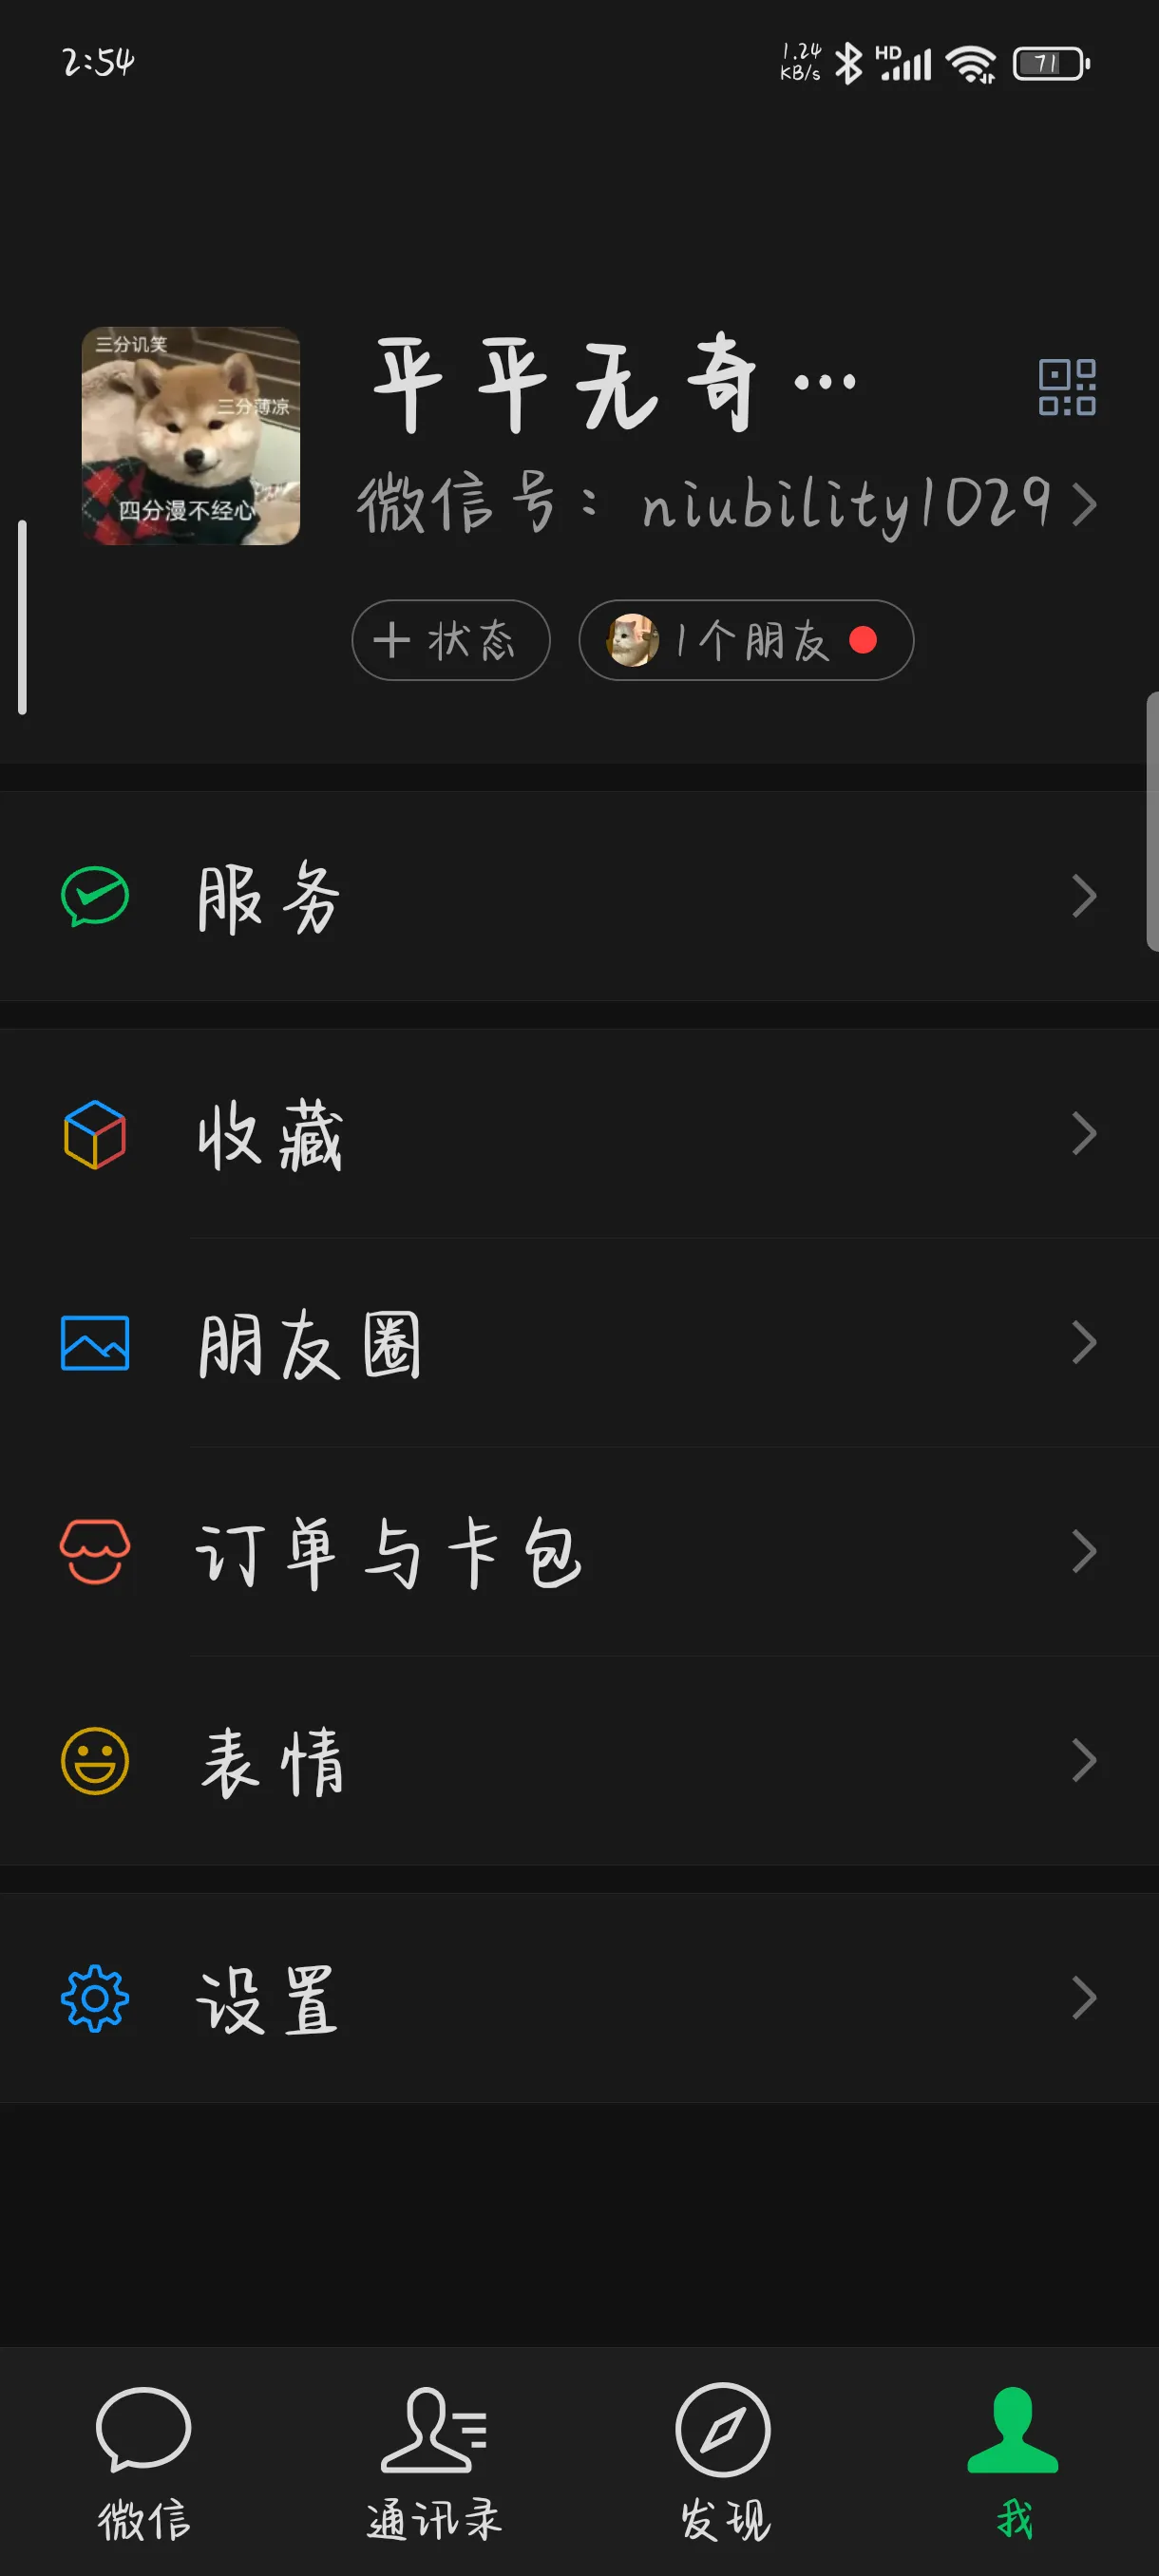 2:54
1.24 KB/s
HD
71
三分讥笑
三分薄凉
四分漫不经心
平平无奇…
微信号：niubility1029
+ 状态
1个朋友
服务
收藏
朋友圈
订单与卡包
表情
设置
微信
通讯录
发现
我